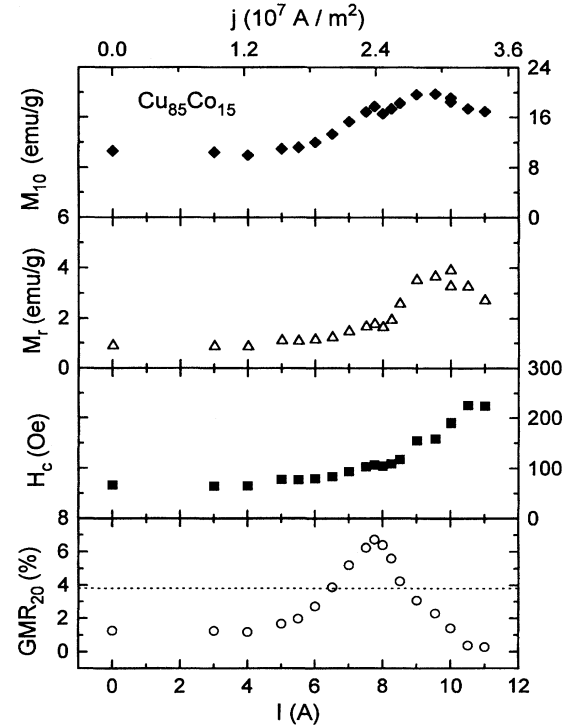 j (10⁷ A / m²)
0.0 1.2 2.4 3.6
24
Cu₈₅Co₁₅
16
M₁₀ (emu/g)
8
6 0
4
Mᵣ (emu/g)
2
0 300
200
H꜀ (Oe)
100
8 0
6
GMR₂₀ (%)
4
2
0
0 2 4 6 8 10 12
I (A)